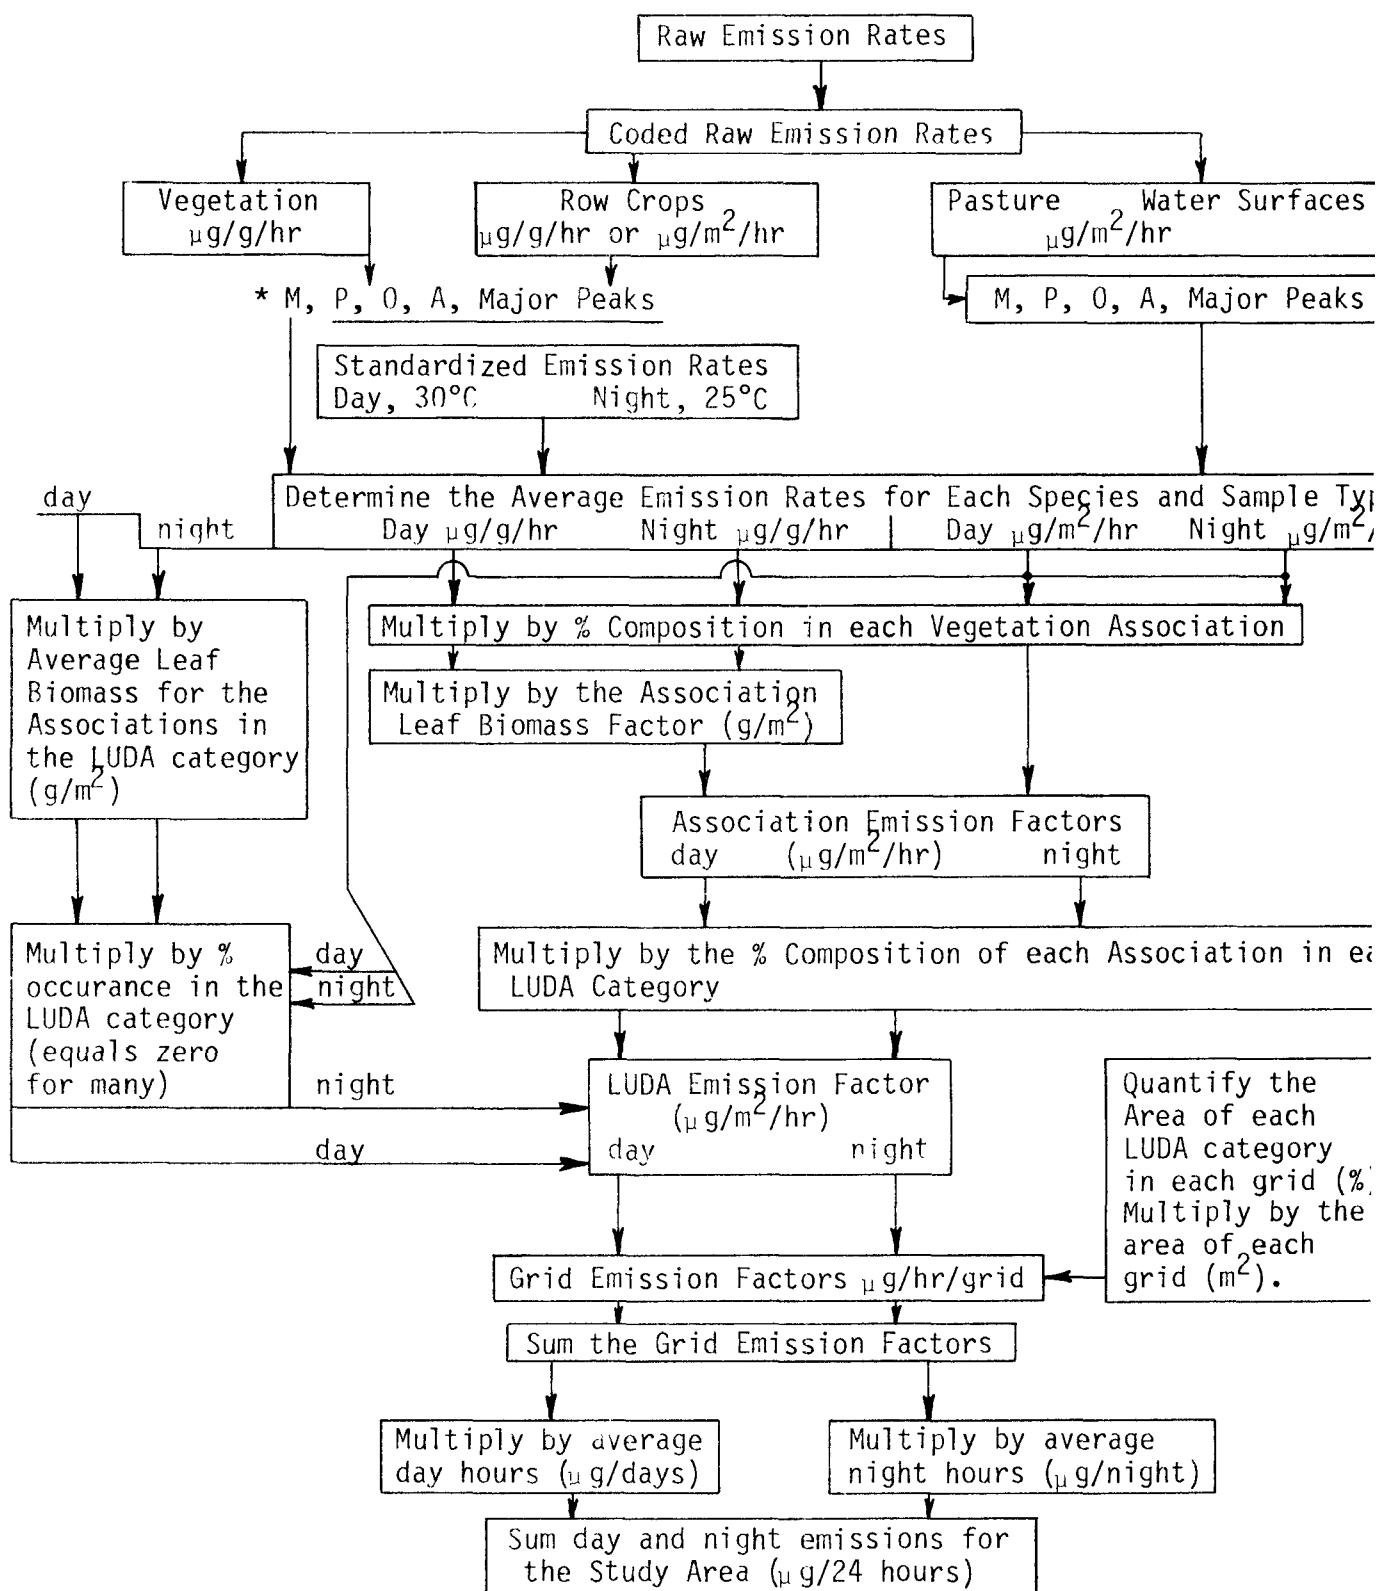 Raw Emission Rates
Coded Raw Emission Rates
Vegetation
µg/g/hr
Row Crops
µg/g/hr or µg/m²/hr
Pasture Water Surfaces
µg/m²/hr
* M, P, O, A, Major Peaks
M, P, O, A, Major Peaks
Standardized Emission Rates
Day, 30°C Night, 25°C
day
night
Determine the Average Emission Rates for Each Species and Sample Typ
Day µg/g/hr Night µg/g/hr Day µg/m²/hr Night µg/m²/
Multiply by
Average Leaf
Biomass for the
Associations in
the LUDA category
(g/m²)
Multiply by % Composition in each Vegetation Association
Multiply by the Association
Leaf Biomass Factor (g/m²)
Association Emission Factors
day (µg/m²/hr) night
Multiply by %
occurance in the
LUDA category
(equals zero
for many)
day
night
Multiply by the % Composition of each Association in ea
LUDA Category
night
day
LUDA Emission Factor
(µg/m²/hr)
day night
Quantify the
Area of each
LUDA category
in each grid (%)
Multiply by the
area of each
grid (m²).
Grid Emission Factors µg/hr/grid
Sum the Grid Emission Factors
Multiply by average
day hours (µg/days)
Multiply by average
night hours (µg/night)
Sum day and night emissions for
the Study Area (µg/24 hours)